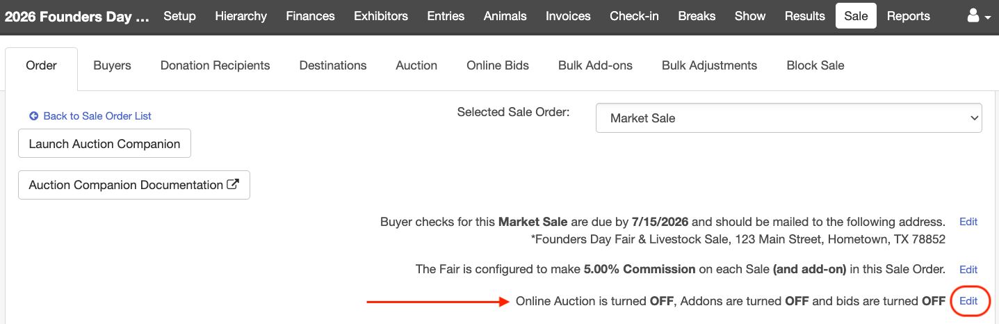 2026 Founders Day ... Setup Hierarchy Finances Exhibitors Entries Animals Invoices Check-in Breaks Show Results Sale Reports
Order Buyers Donation Recipients Destinations Auction Online Bids Bulk Add-ons Bulk Adjustments Block Sale
Back to Sale Order List
Selected Sale Order: Market Sale
Launch Auction Companion
Auction Companion Documentation
Buyer checks for this Market Sale are due by 7/15/2026 and should be mailed to the following address. Edit
*Founders Day Fair & Livestock Sale, 123 Main Street, Hometown, TX 78852
The Fair is configured to make 5.00% Commission on each Sale (and add-on) in this Sale Order. Edit
Online Auction is turned OFF, Addons are turned OFF and bids are turned OFF Edit